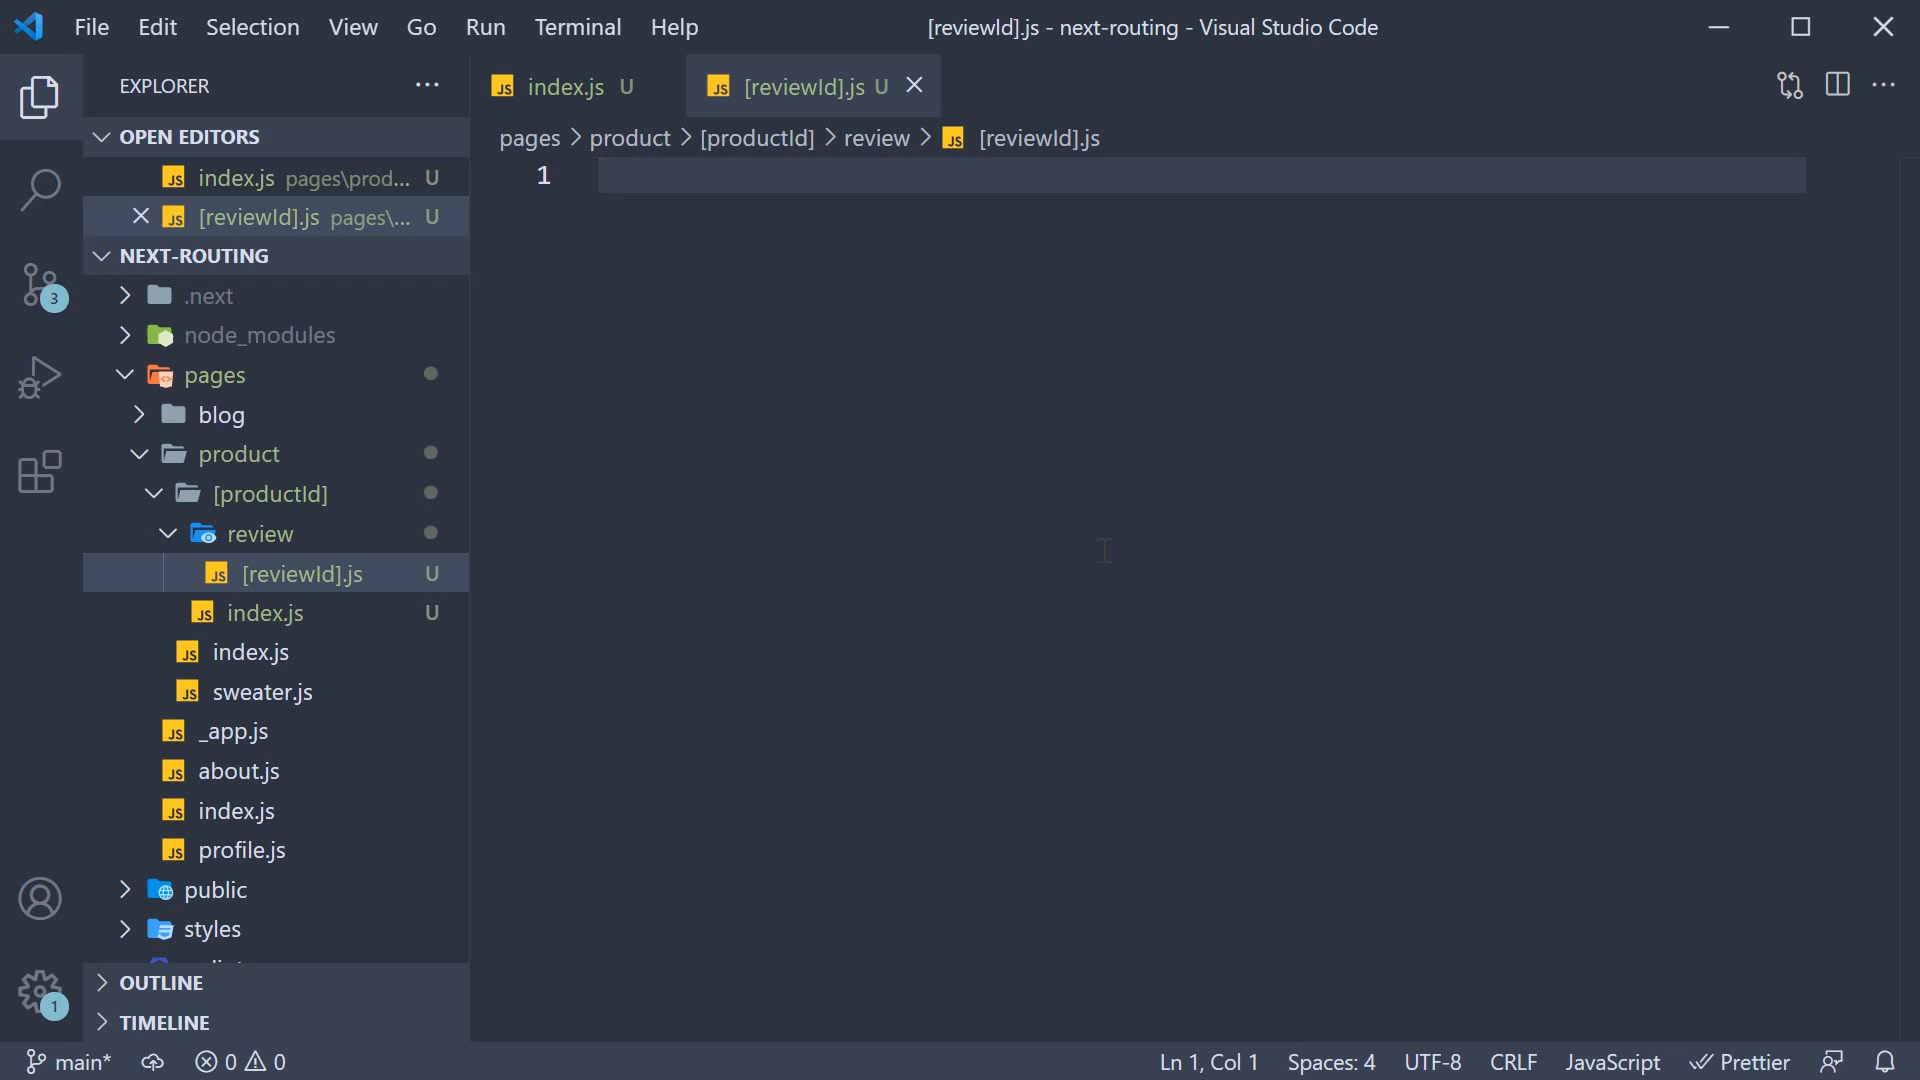 File Edit Selection View Go Run Terminal Help [reviewId].js - next-routing - Visual Studio Code
EXPLORER
OPEN EDITORS
JS index.js pages\prod... U
JS [reviewId].js pages\... U
NEXT-ROUTING
.next
node_modules
pages
blog
product
[productId]
review
JS [reviewId].js U
JS index.js U
JS index.js
JS sweater.js
JS _app.js
JS about.js
JS index.js
JS profile.js
public
styles
OUTLINE
TIMELINE
3
1
JS index.js U JS [reviewId].js U
pages > product > [productId] > review > JS [reviewId].js
1
main* 0 0 Ln 1, Col 1 Spaces: 4 UTF-8 CRLF JavaScript Prettier